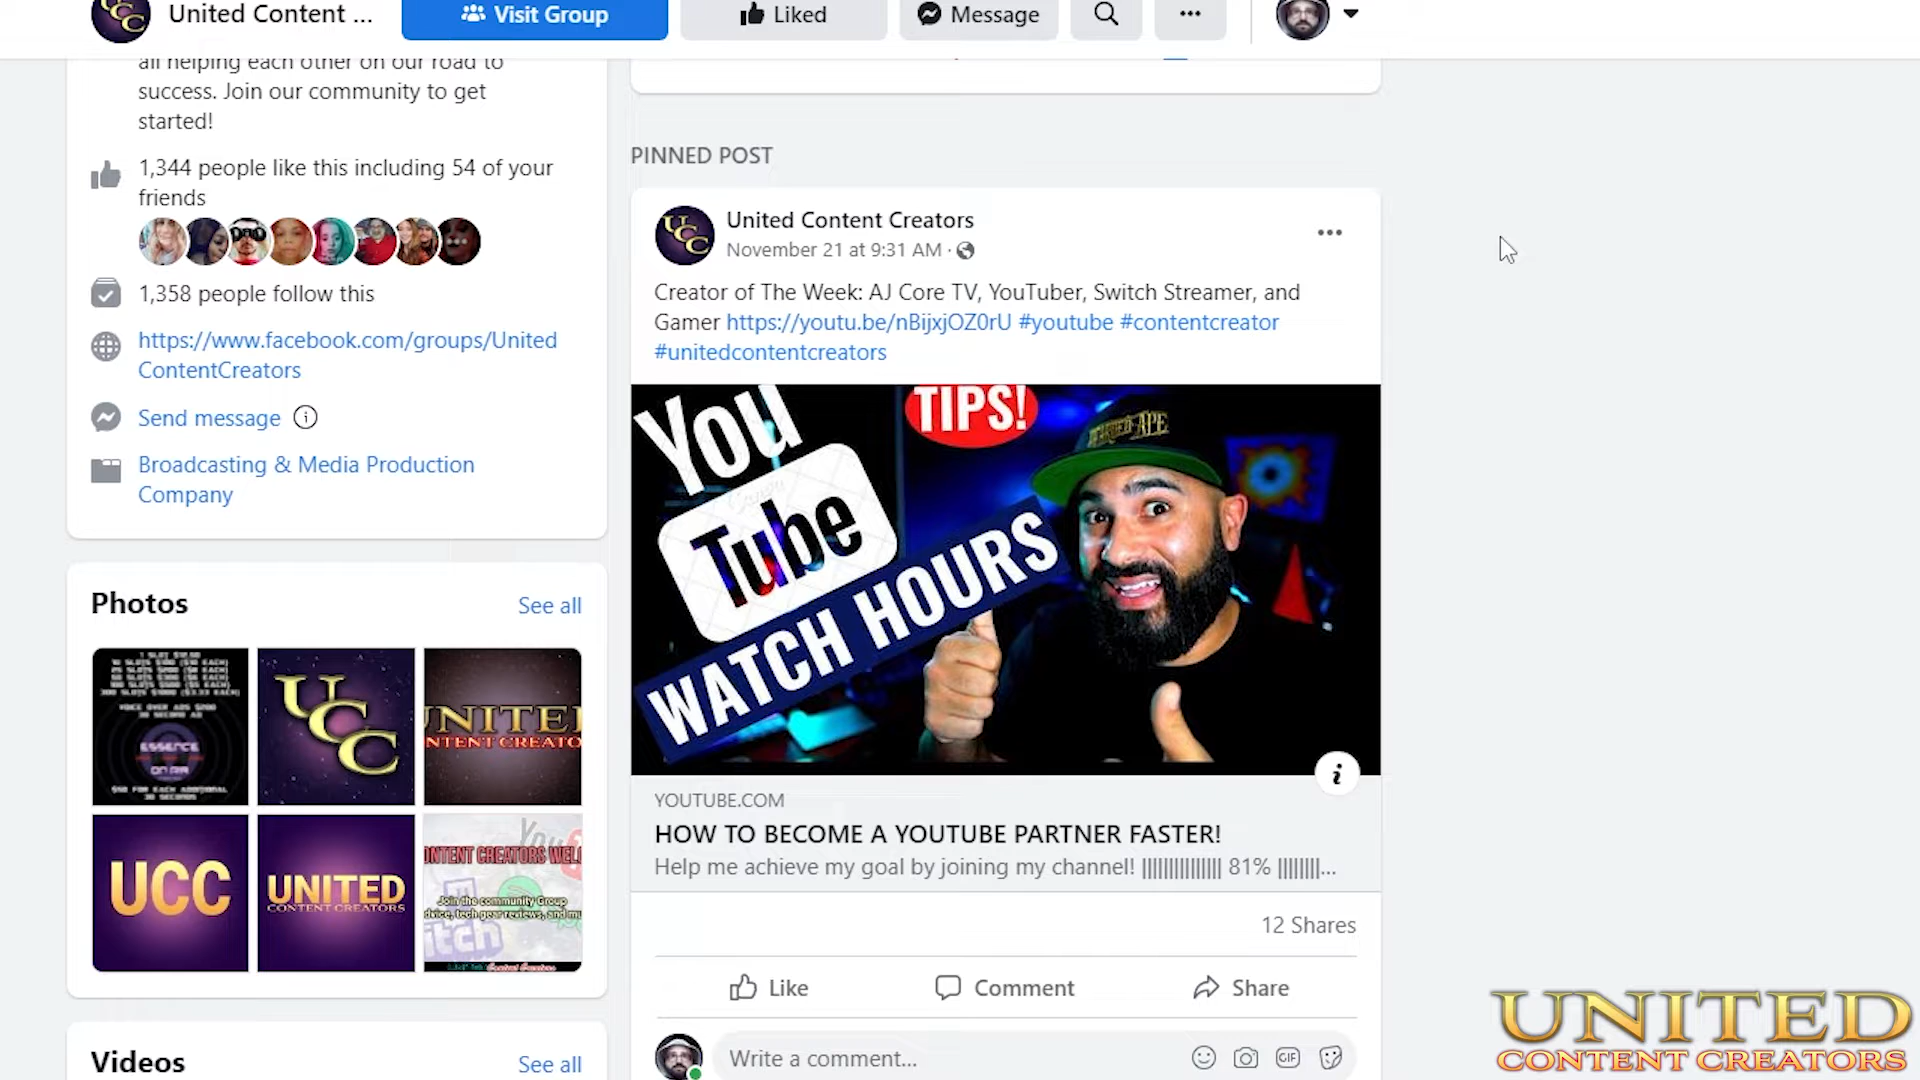 United Content ...
Visit Group
Liked
Message
all helping each other on our road to
success. Join our community to get
started!
1,344 people like this including 54 of your
friends
1,358 people follow this
https://www.facebook.com/groups/United
ContentCreators
Send message
Broadcasting & Media Production
Company
Photos
See all
UCC
UNITED
CONTENT CREATORS
UCC
Join the community Group
Videos
See all
PINNED POST
UCC
United Content Creators
November 21 at 9:31 AM ·
Creator of The Week: AJ Core TV, YouTuber, Switch Streamer, and
Gamer https://youtu.be/nBijxjOZ0rU #youtube #contentcreator
#unitedcontentcreators
You
Tube
TIPS!
WATCH HOURS
YOUTUBE.COM
HOW TO BECOME A YOUTUBE PARTNER FASTER!
Help me achieve my goal by joining my channel! ||||||||||||||| 81% ||||||||...
12 Shares
Like
Comment
Share
Write a comment...
GIF
UNITED
CONTENT CREATORS